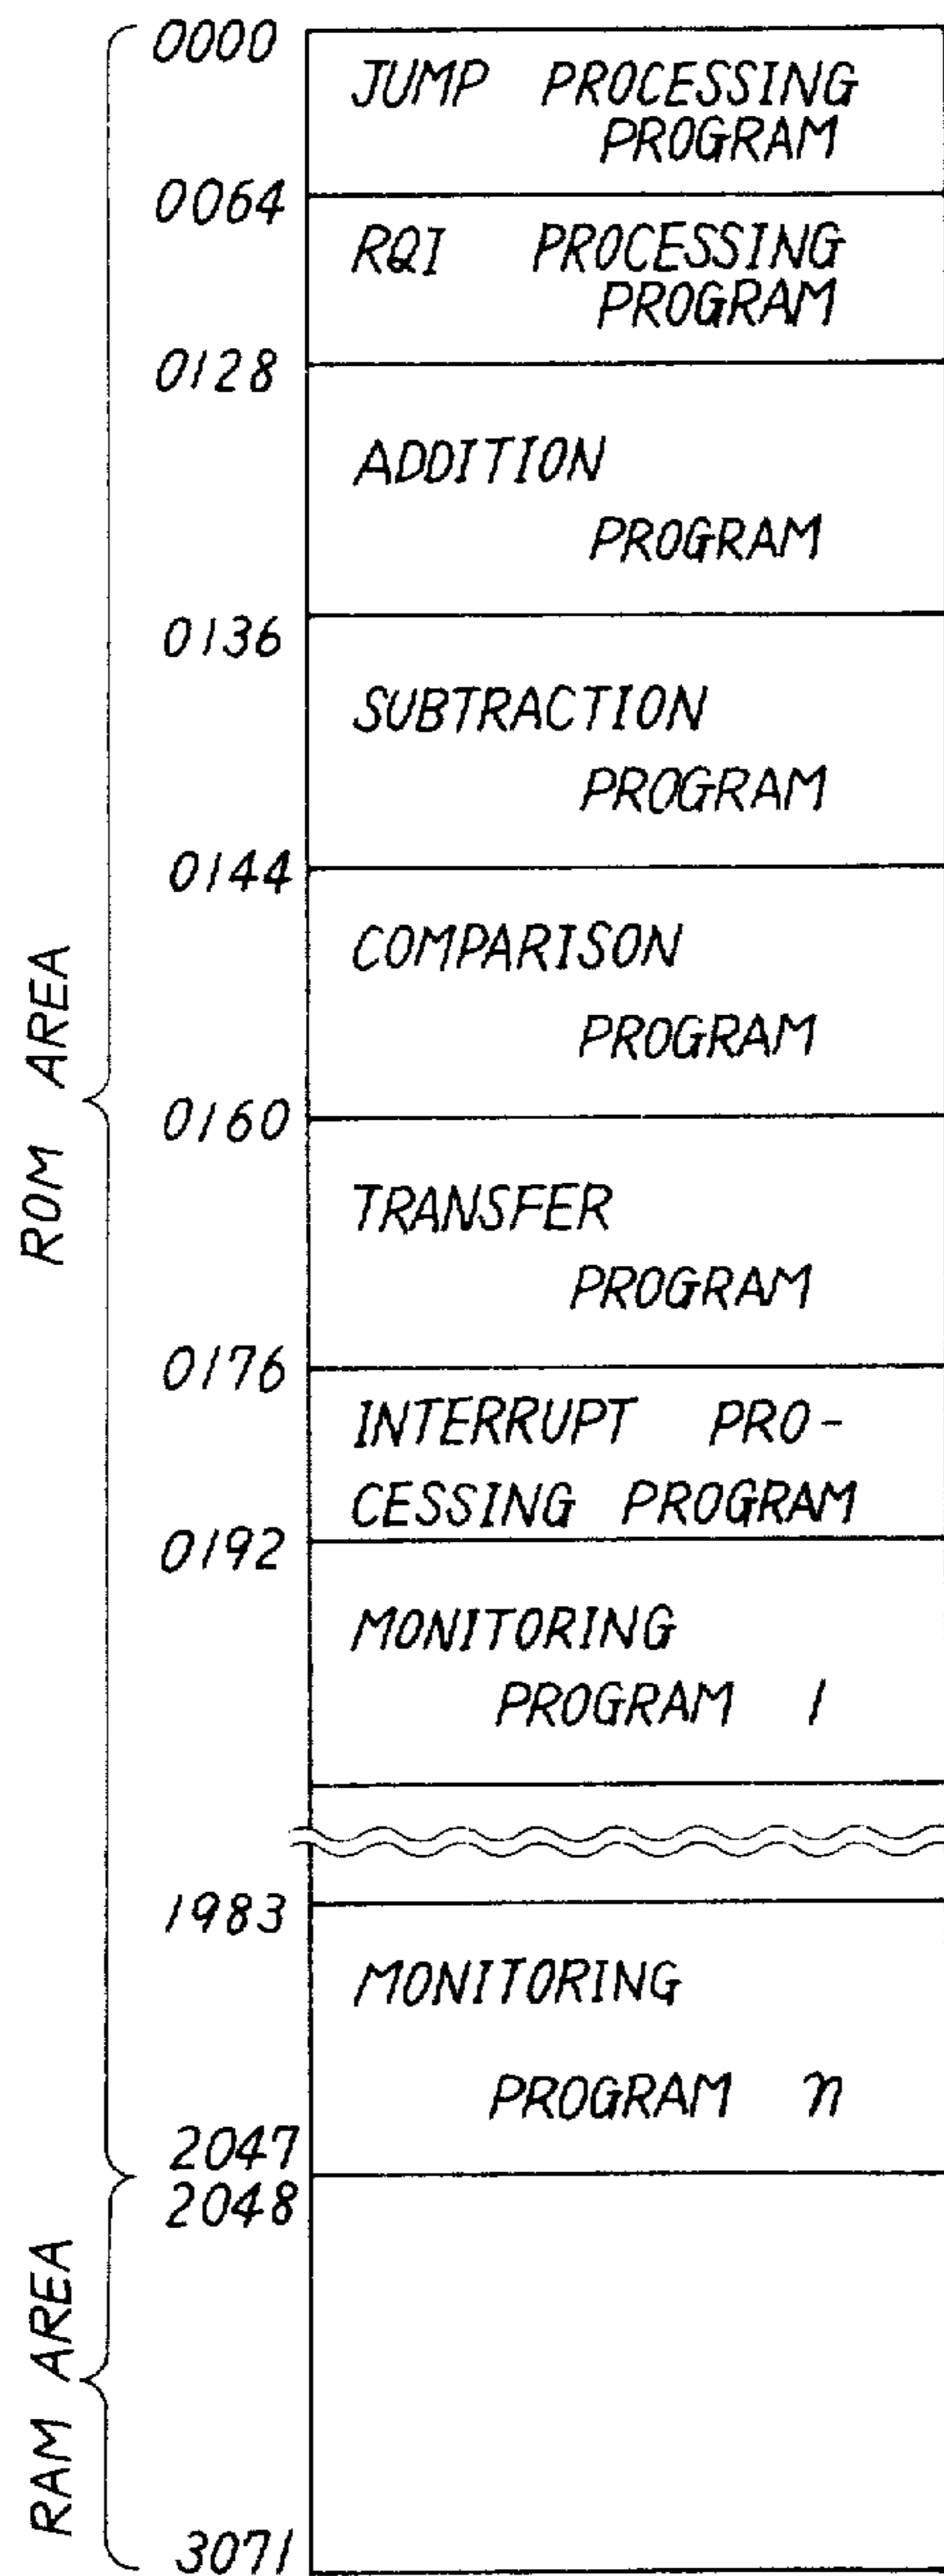 0000
JUMP PROCESSING
PROGRAM
0064
RQI PROCESSING
PROGRAM
0128
ADDITION
PROGRAM
0136
SUBTRACTION
PROGRAM
0144
COMPARISON
PROGRAM
ROM AREA
0160
TRANSFER
PROGRAM
0176
INTERRUPT PRO-
CESSING PROGRAM
0192
MONITORING
PROGRAM 1
1983
MONITORING
PROGRAM n
2047
2048
RAM AREA
3071